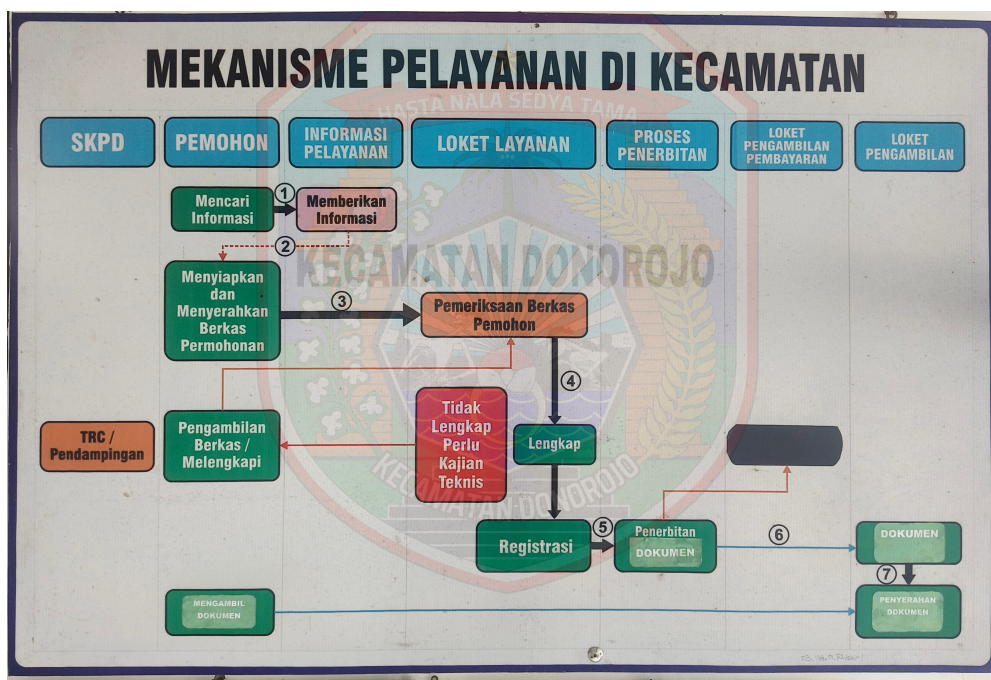 MEKANISME PELAYANAN DI KECAMATAN
HASTA NALA SEDYA TAMA
SKPD
PEMOHON
INFORMASI
PELAYANAN
LOKET LAYANAN
PROSES
PENERBITAN
LOKET
PENGAMBILAN
PEMBAYARAN
LOKET
PENGAMBILAN
Mencari
Informasi
1
Memberikan
Informasi
2
KECAMATAN DONOROJO
Menyiapkan
dan
Menyerahkan
Berkas
Permohonan
3
Pemeriksaan Berkas
Pemohon
4
TRC /
Pendampingan
Pengambilan
Berkas /
Melengkapi
Tidak
Lengkap
Perlu
Kajian
Teknis
Lengkap
KECAMATAN DONOROJO
Registrasi
5
Penerbitan
DOKUMEN
6
DOKUMEN
7
MENGAMBIL
DOKUMEN
PENYERAHAN
DOKUMEN